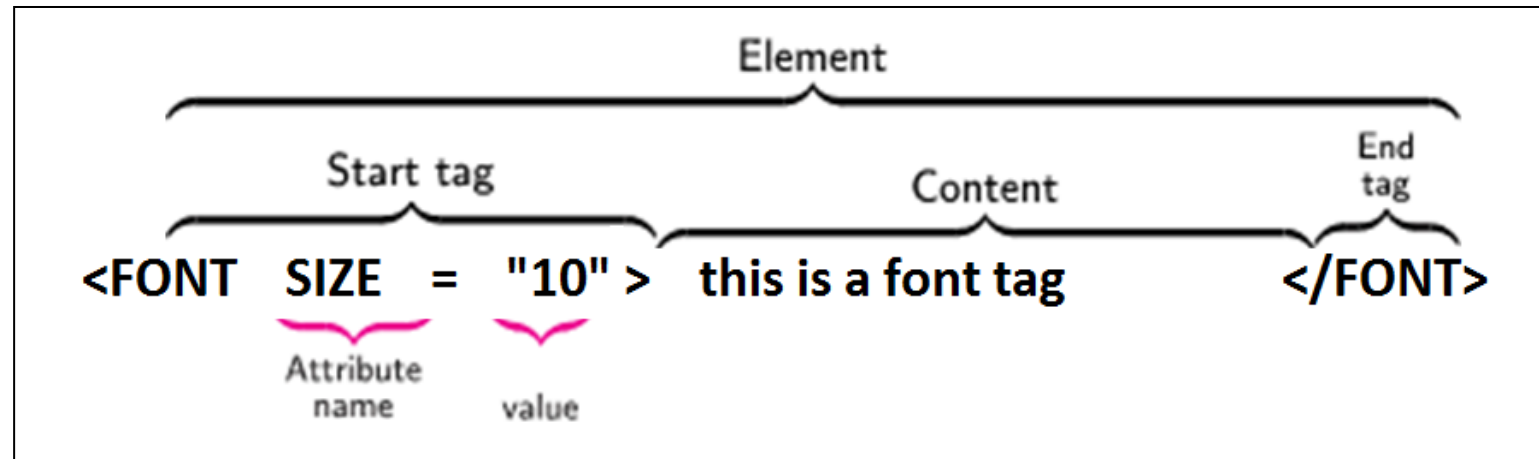 Element
Start tag
Content
End
tag
<FONT SIZE = "10" > this is a font tag </FONT>
Attribute
name
value